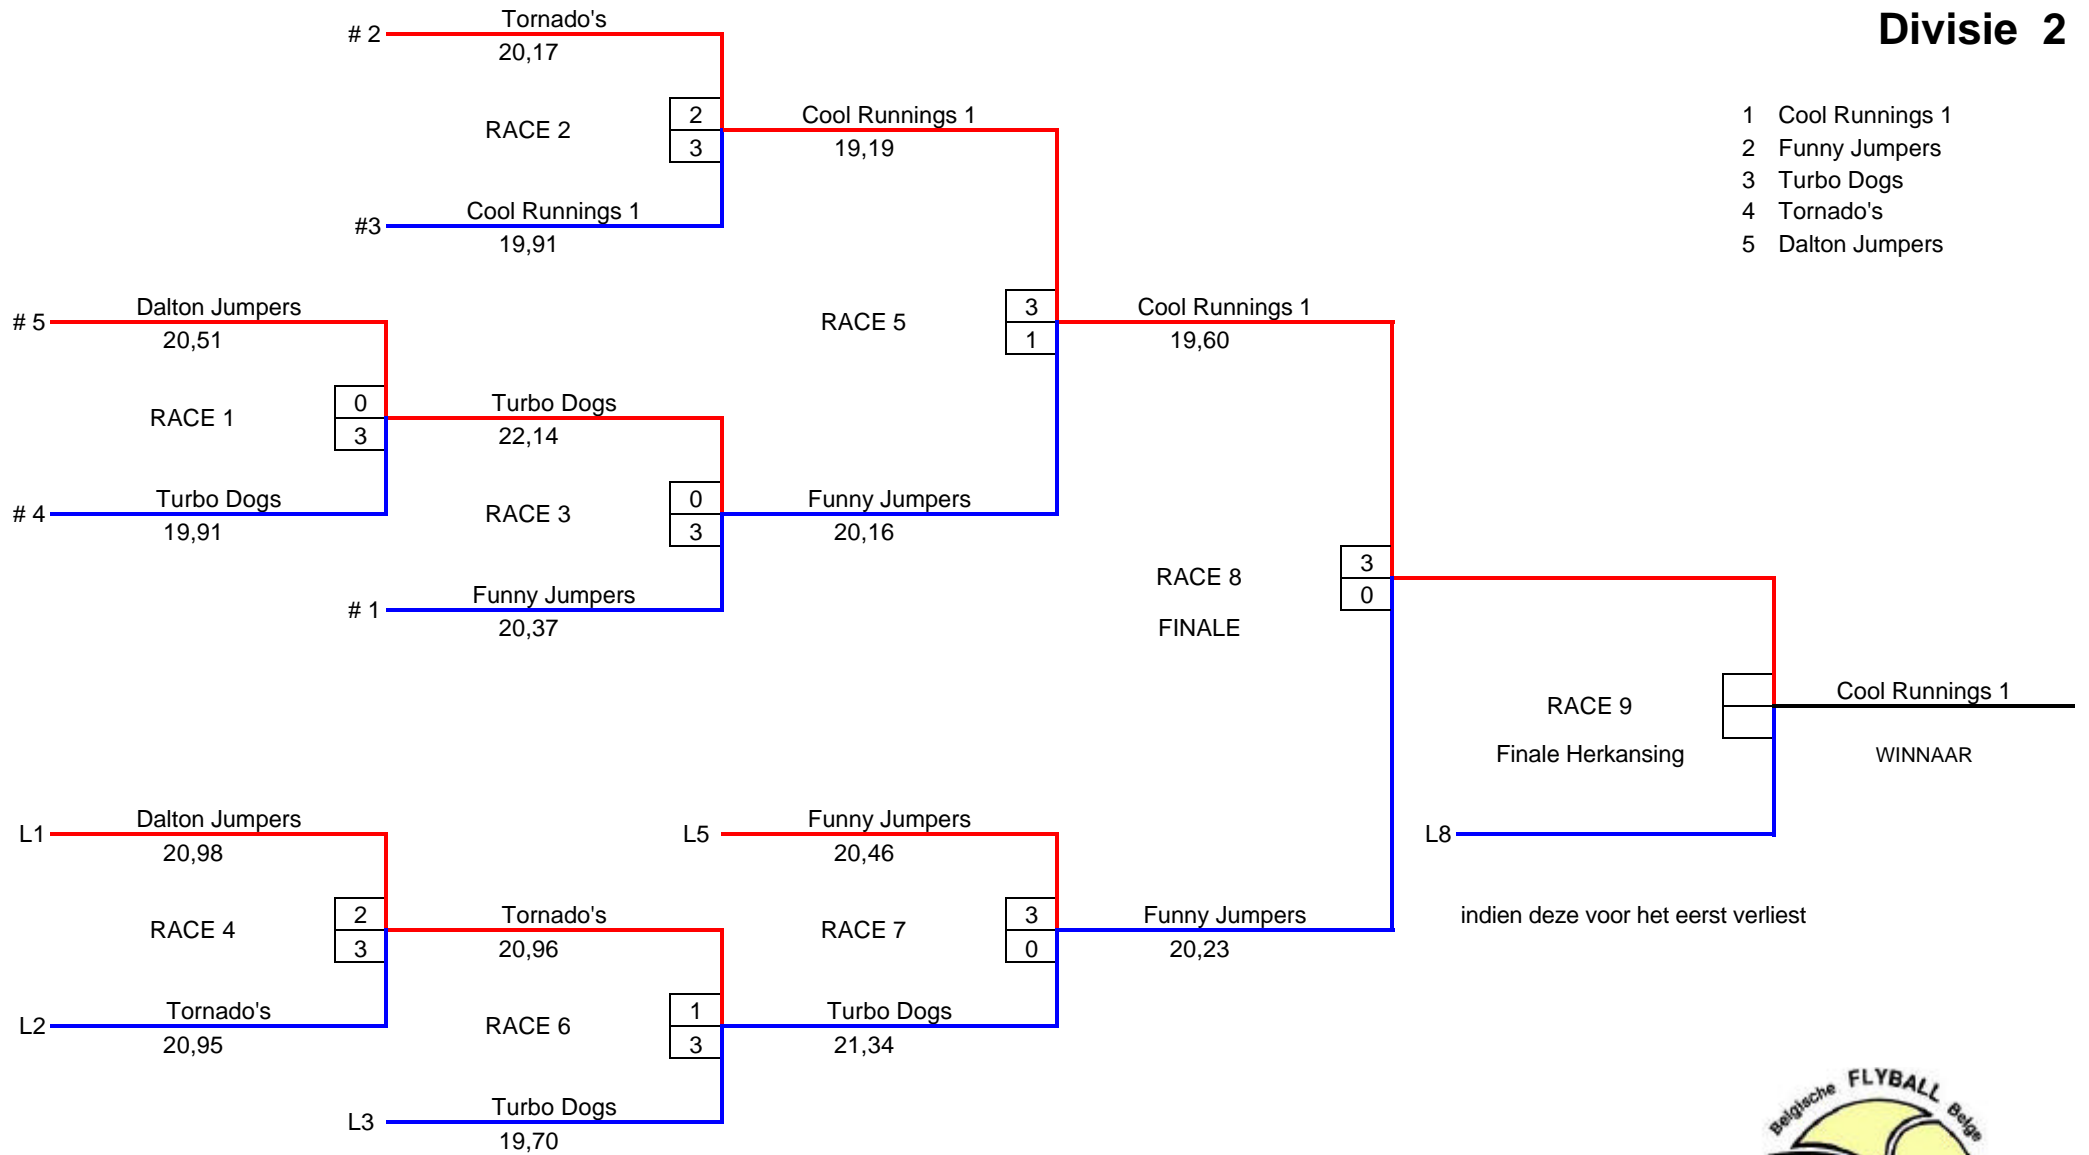 Divisie 2
1 Cool Runnings 1
2 Funny Jumpers
3 Turbo Dogs
4 Tornado's
5 Dalton Jumpers
# 2
Tornado's
20,17
RACE 2
2
3
Cool Runnings 1
19,19
#3
Cool Runnings 1
19,91
# 5
Dalton Jumpers
20,51
RACE 5
3
1
Cool Runnings 1
19,60
RACE 1
0
3
Turbo Dogs
22,14
# 4
Turbo Dogs
19,91
RACE 3
0
3
Funny Jumpers
20,16
# 1
Funny Jumpers
20,37
RACE 8
3
0
FINALE
RACE 9
Finale Herkansing
Cool Runnings 1
WINNAAR
L1
Dalton Jumpers
20,98
L5
Funny Jumpers
20,46
L8
RACE 4
2
3
Tornado's
20,96
RACE 7
3
0
Funny Jumpers
20,23
indien deze voor het eerst verliest
L2
Tornado's
20,95
RACE 6
1
3
Turbo Dogs
21,34
L3
Turbo Dogs
19,70
Belgische FLYBALL Belge